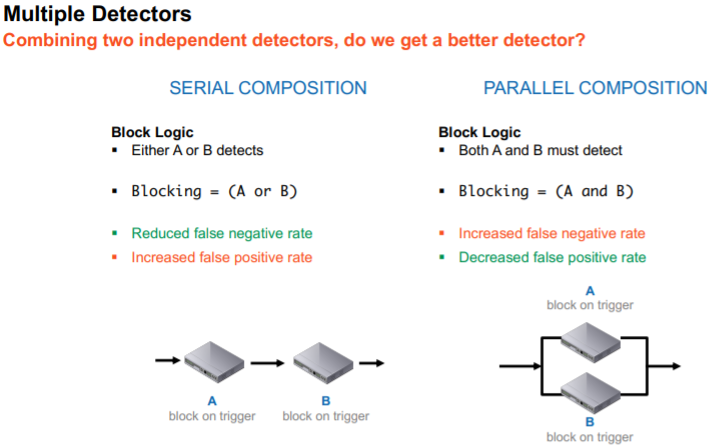 Multiple Detectors
Combining two independent detectors, do we get a better detector?
SERIAL COMPOSITION
Block Logic
▪ Either A or B detects
▪ Blocking = (A or B)
▪ Reduced false negative rate
▪ Increased false positive rate
A
block on trigger
B
block on trigger
PARALLEL COMPOSITION
Block Logic
▪ Both A and B must detect
▪ Blocking = (A and B)
▪ Increased false negative rate
▪ Decreased false positive rate
A
block on trigger
B
block on trigger